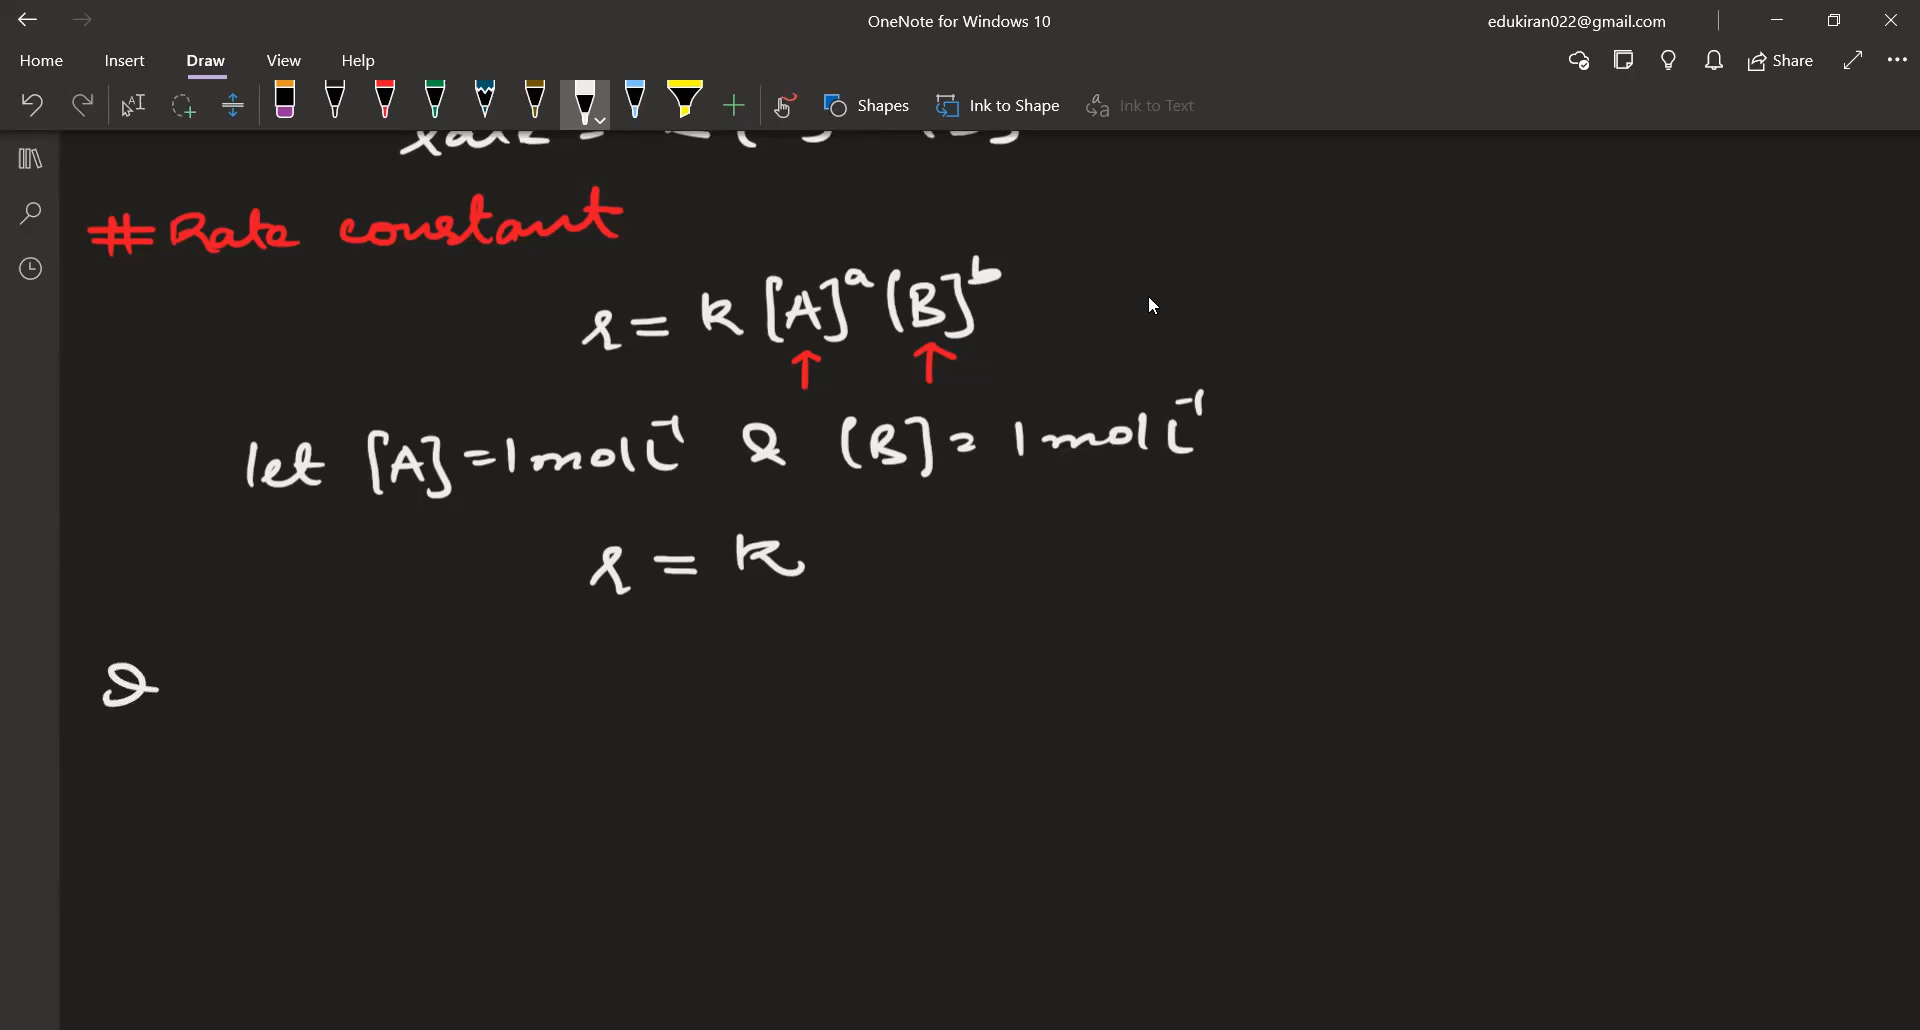 OneNote for Windows 10
edukiran022@gmail.com
Home Insert Draw View Help
Share
Shapes Ink to Shape Ink to Text
# Rate constant
r = k [A]ᵃ [B]ᵇ
let [A] = 1 mol L⁻¹ & [B] = 1 mol L⁻¹
r = k